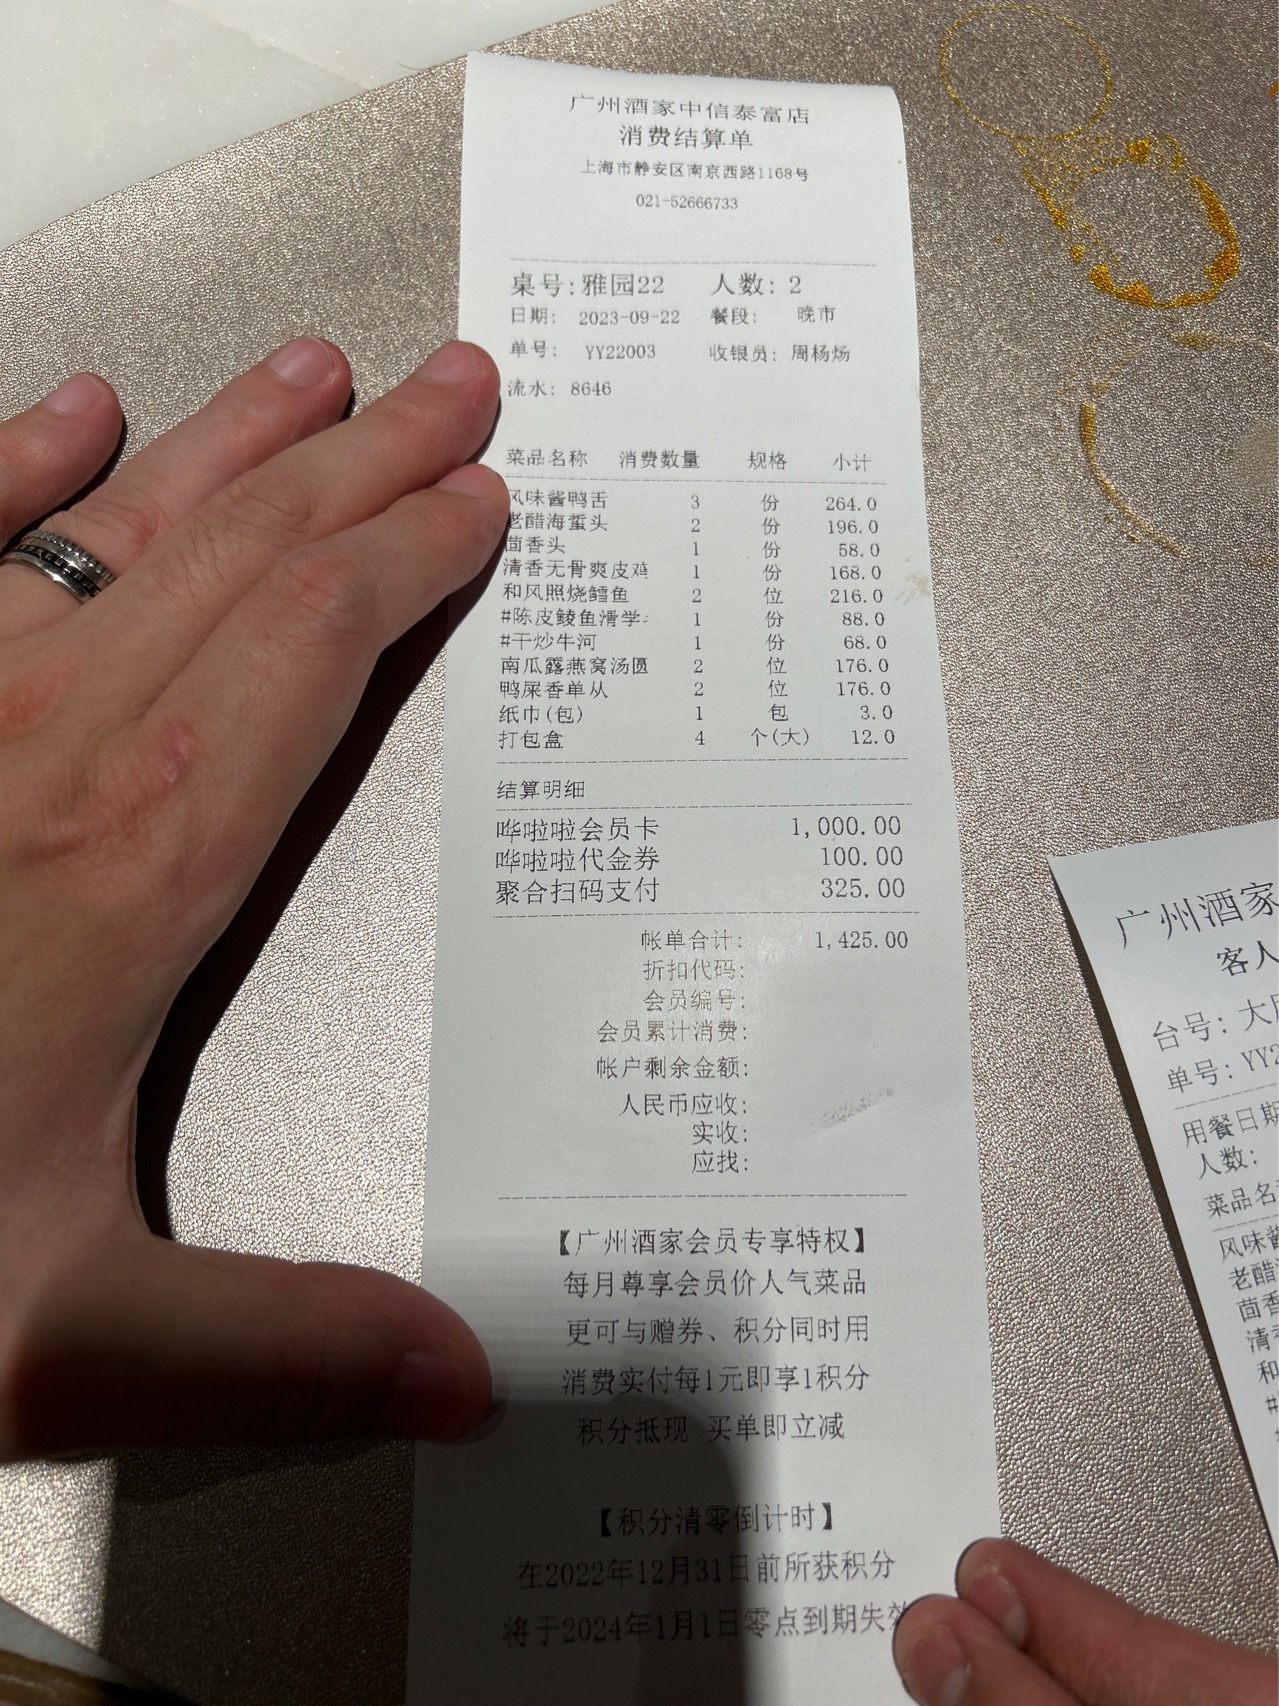 广州酒家中信泰富店
消费结算单
上海市静安区南京西路1168号
021-52666733
桌号:雅园22 人数: 2
日期: 2023-09-22 餐段: 晚市
单号: YY22003 收银员: 周杨炀
流水: 8646
菜品名称 消费数量 规格 小计
风味酱鸭舌 3 份 264.0
老醋海蜇头 2 份 196.0
茴香头 1 份 58.0
清香无骨爽皮鸡 1 份 168.0
和风照烧鳕鱼 2 位 216.0
#陈皮鲮鱼滑学 1 份 88.0
#干炒牛河 1 份 68.0
南瓜露燕窝汤圆 2 位 176.0
鸭屎香单从 2 位 176.0
纸巾(包) 1 包 3.0
打包盒 4 个(大) 12.0
结算明细
哗啦啦会员卡 1,000.00
哗啦啦代金券 100.00
聚合扫码支付 325.00
帐单合计: 1,425.00
折扣代码:
会员编号:
会员累计消费:
帐户剩余金额:
人民币应收:
实收:
应找:
【广州酒家会员专享特权】
每月尊享会员价人气菜品
更可与赠券、积分同时用
消费实付每1元即享1积分
积分抵现 买单即立减
【积分清零倒计时】
在2022年12月31日前所获积分
将于2024年1月1日零点到期失效
广州酒家
客人
台号: 大
单号: YY2
用餐日期
人数:
菜品名
风味酱
老醋
茴香
清香
和
#